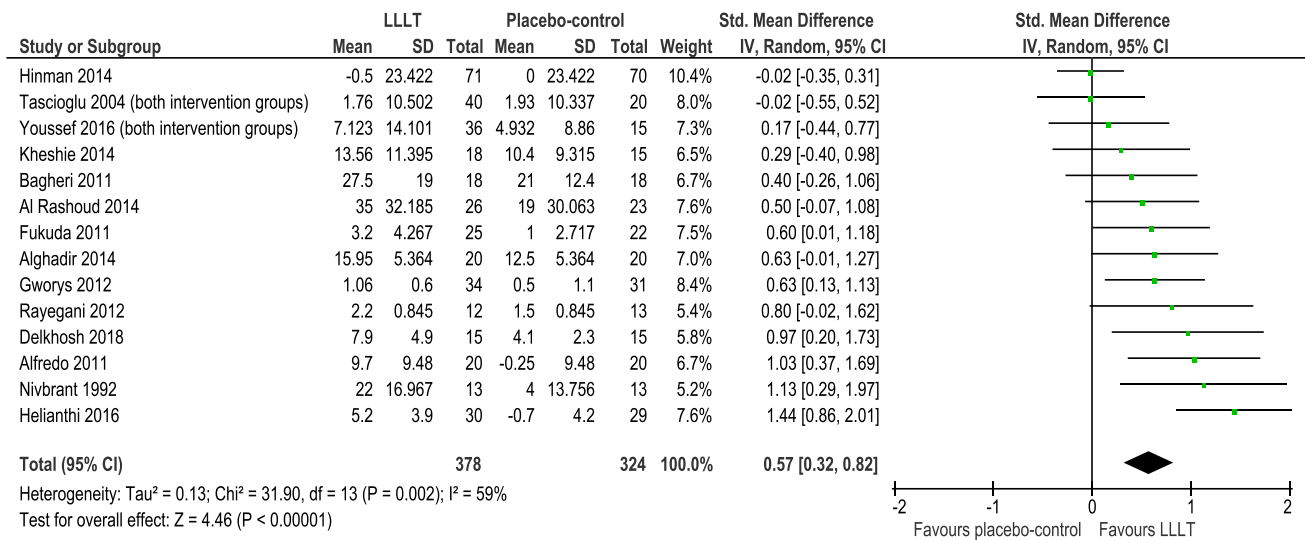 LLLT Placebo-control Std. Mean Difference Std. Mean Difference
Study or Subgroup Mean SD Total Mean SD Total Weight IV, Random, 95% CI IV, Random, 95% CI
Hinman 2014 -0.5 23.422 71 0 23.422 70 10.4% -0.02 [-0.35, 0.31]
Tascioglu 2004 (both intervention groups) 1.76 10.502 40 1.93 10.337 20 8.0% -0.02 [-0.55, 0.52]
Youssef 2016 (both intervention groups) 7.123 14.101 36 4.932 8.86 15 7.3% 0.17 [-0.44, 0.77]
Kheshie 2014 13.56 11.395 18 10.4 9.315 15 6.5% 0.29 [-0.40, 0.98]
Bagheri 2011 27.5 19 18 21 12.4 18 6.7% 0.40 [-0.26, 1.06]
Al Rashoud 2014 35 32.185 26 19 30.063 23 7.6% 0.50 [-0.07, 1.08]
Fukuda 2011 3.2 4.267 25 1 2.717 22 7.5% 0.60 [0.01, 1.18]
Alghadir 2014 15.95 5.364 20 12.5 5.364 20 7.0% 0.63 [-0.01, 1.27]
Gworys 2012 1.06 0.6 34 0.5 1.1 31 8.4% 0.63 [0.13, 1.13]
Rayegani 2012 2.2 0.845 12 1.5 0.845 13 5.4% 0.80 [-0.02, 1.62]
Delkhosh 2018 7.9 4.9 15 4.1 2.3 15 5.8% 0.97 [0.20, 1.73]
Alfredo 2011 9.7 9.48 20 -0.25 9.48 20 6.7% 1.03 [0.37, 1.69]
Nivbrant 1992 22 16.967 13 4 13.756 13 5.2% 1.13 [0.29, 1.97]
Helianthi 2016 5.2 3.9 30 -0.7 4.2 29 7.6% 1.44 [0.86, 2.01]
Total (95% CI) 378 324 100.0% 0.57 [0.32, 0.82]
Heterogeneity: Tau² = 0.13; Chi² = 31.90, df = 13 (P = 0.002); I² = 59%
Test for overall effect: Z = 4.46 (P < 0.00001)
-2 -1 0 1 2
Favours placebo-control Favours LLLT